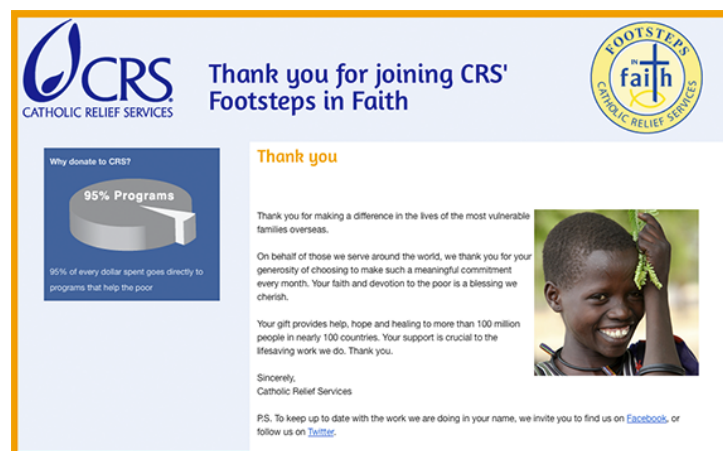 CRS
CATHOLIC RELIEF SERVICES
Thank you for joining CRS'
Footsteps in Faith
FOOTSTEPS
IN
faith
CATHOLIC RELIEF SERVICES
Why donate to CRS?
95% Programs
95% of every dollar spent goes directly to
programs that help the poor
Thank you
Thank you for making a difference in the lives of the most vulnerable
families overseas.
On behalf of those we serve around the world, we thank you for your
generosity of choosing to make such a meaningful commitment
every month. Your faith and devotion to the poor is a blessing we
cherish.
Your gift provides help, hope and healing to more than 100 million
people in nearly 100 countries. Your support is crucial to the
lifesaving work we do. Thank you.
Sincerely,
Catholic Relief Services
P.S. To keep up to date with the work we are doing in your name, we invite you to find us on Facebook, or
follow us on Twitter.